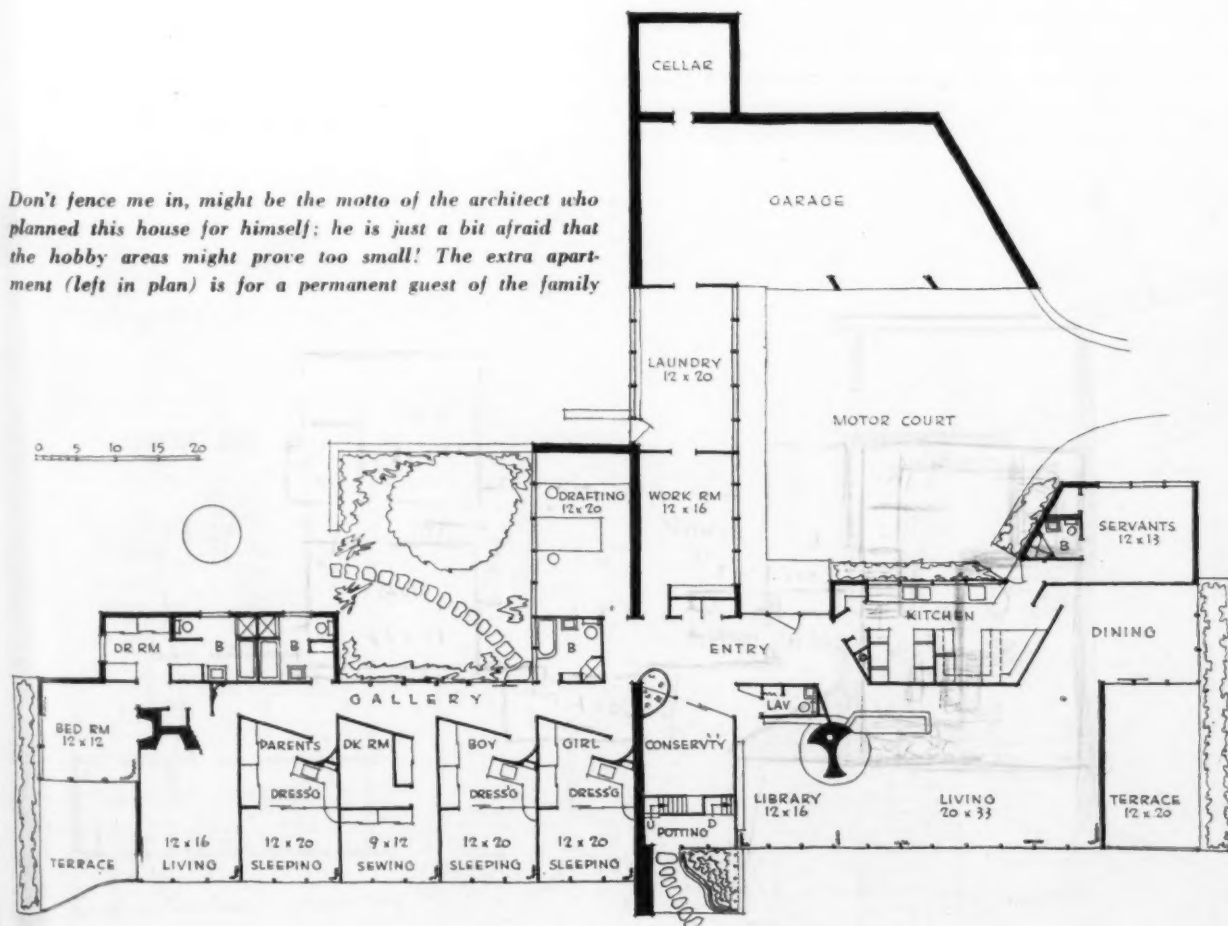 Don't fence me in, might be the motto of the architect who
planned this house for himself; he is just a bit afraid that
the hobby areas might prove too small! The extra apart-
ment (left in plan) is for a permanent guest of the family
CELLAR
GARAGE
LAUNDRY
12 x 20
MOTOR COURT
0 5 10 15 20
DRAFTING
12 x 20
WORK RM
12 x 16
SERVANTS
12 x 13
B
KITCHEN
DINING
DR RM
B
B
B
ENTRY
GALLERY
LAV
BED RM
12 x 12
PARENTS
DK RM
BOY
GIRL
CONSERV'TY
DRESS'G
DRESS'G
DRESS'G
LIBRARY
12 x 16
LIVING
20 x 33
TERRACE
12 x 20
U
D
POTTING
TERRACE
12 x 16
LIVING
12 x 20
SLEEPING
9 x 12
SEWING
12 x 20
SLEEPING
12 x 20
SLEEPING